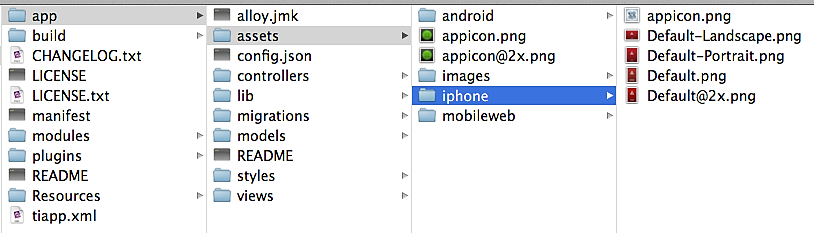 app
build
CHANGELOG.txt
LICENSE
LICENSE.txt
manifest
modules
plugins
README
Resources
tiapp.xml
alloy.jmk
assets
config.json
controllers
lib
migrations
models
README
styles
views
android
appicon.png
appicon@2x.png
images
iphone
mobileweb
appicon.png
Default-Landscape.png
Default-Portrait.png
Default.png
Default@2x.png